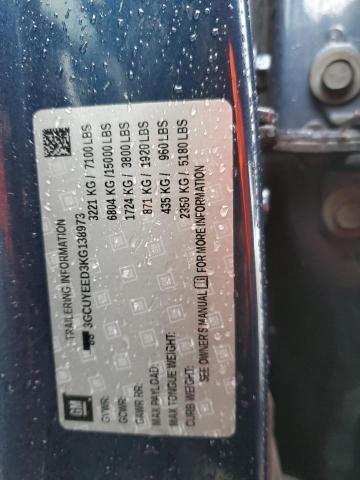 GM
TRAILERING INFORMATION
3GCUYEED3KG138973
GVWR: 3221 KG / 7100 LBS
GCWR: 6804 KG / 15000 LBS
GAWR RR: 1724 KG / 3800 LBS
MAX PAYLOAD: 871 KG / 1920 LBS
MAX TONGUE WEIGHT: 435 KG / 960 LBS
CURB WEIGHT: 2350 KG / 5180 LBS
SEE OWNER'S MANUAL FOR MORE INFORMATION